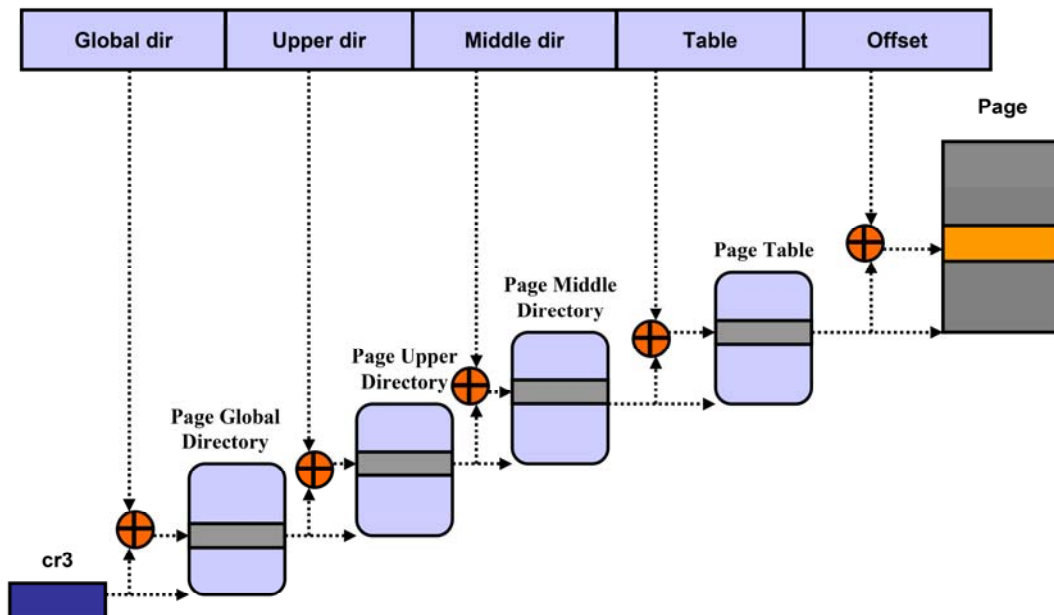 Global dir
Upper dir
Middle dir
Table
Offset
Page
Page Table
Page Middle
Directory
Page Upper
Directory
Page Global
Directory
cr3